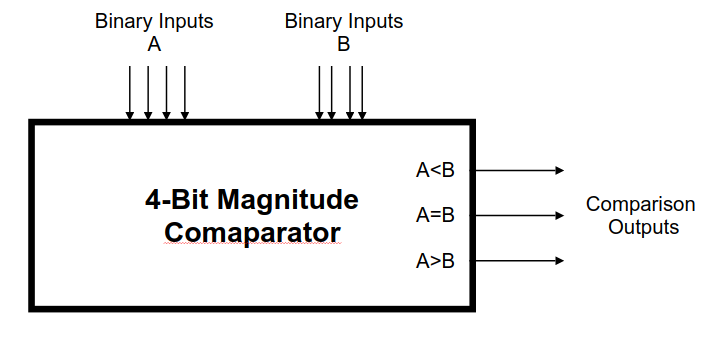 Binary Inputs
A
Binary Inputs
B
4-Bit Magnitude
Comaparator
A<B
A=B
A>B
Comparison
Outputs